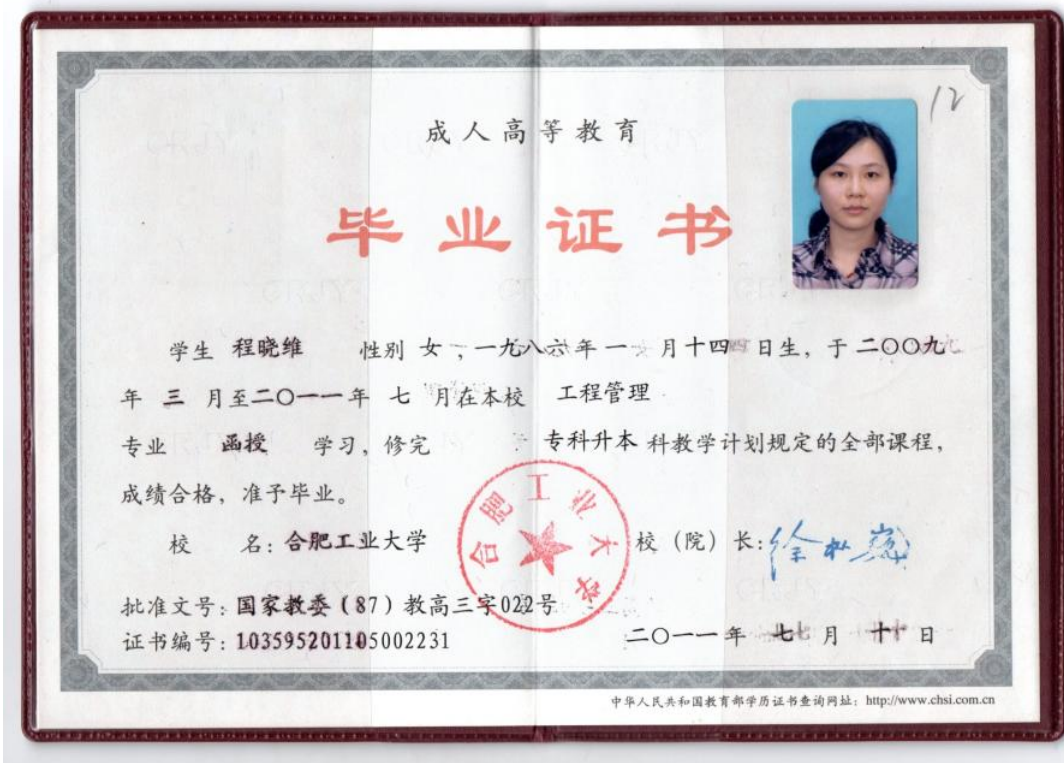 12
成人高等教育
毕业证书
学生 程晓维 性别 女，一九八六年 一 月十四 日生，于 二〇〇九
年 三 月至二〇一一年 七 月在本校 工程管理
专业 函授 学习，修完 专科升本 科教学计划规定的全部课程，
成绩合格，准予毕业。
合肥工业大学
校 名：合肥工业大学 校（院）长：
批准文号：国家教委（87）教高三字022号
证书编号：103595201105002231 二〇一一年 七 月 十 日
中华人民共和国教育部学历证书查询网址：http://www.chsi.com.cn